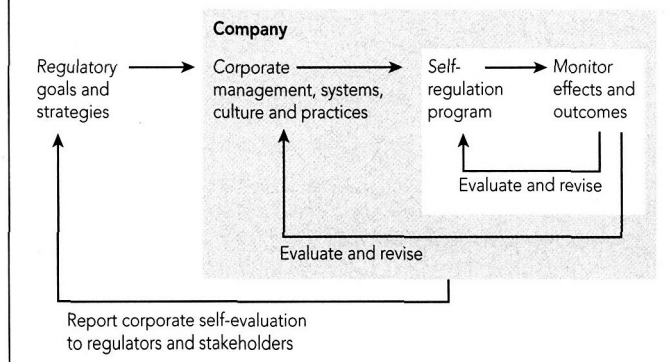 Company
Regulatory
goals and
strategies
Corporate
management, systems,
culture and practices
Self-
regulation
program
Monitor
effects and
outcomes
Evaluate and revise
Evaluate and revise
Report corporate self-evaluation
to regulators and stakeholders